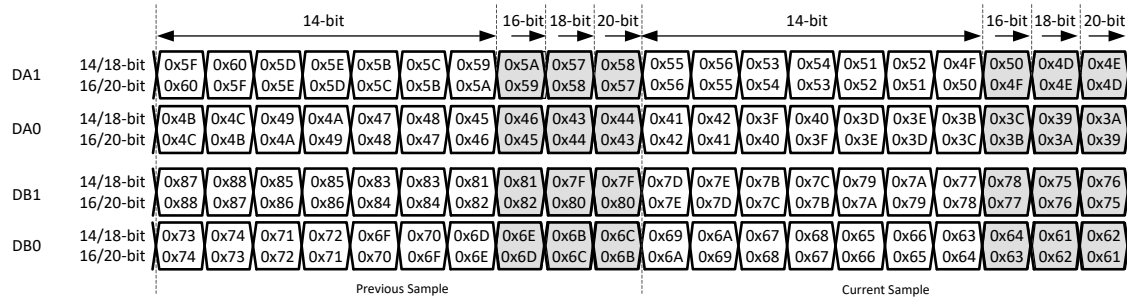 14-bit 16-bit 18-bit 20-bit 14-bit 16-bit 18-bit 20-bit
DA1
14/18-bit 0x5F 0x60 0x5D 0x5E 0x5B 0x5C 0x59 0x5A 0x57 0x58 0x55 0x56 0x53 0x54 0x51 0x52 0x4F 0x50 0x4D 0x4E
16/20-bit 0x60 0x5F 0x5E 0x5D 0x5C 0x5B 0x5A 0x59 0x58 0x57 0x56 0x55 0x54 0x53 0x52 0x51 0x50 0x4F 0x4E 0x4D
DA0
14/18-bit 0x4B 0x4C 0x49 0x4A 0x47 0x48 0x45 0x46 0x43 0x44 0x41 0x42 0x3F 0x40 0x3D 0x3E 0x3B 0x3C 0x39 0x3A
16/20-bit 0x4C 0x4B 0x4A 0x49 0x48 0x47 0x46 0x45 0x44 0x43 0x42 0x41 0x40 0x3F 0x3E 0x3D 0x3C 0x3B 0x3A 0x39
DB1
14/18-bit 0x87 0x88 0x85 0x85 0x83 0x83 0x81 0x81 0x7F 0x7F 0x7D 0x7E 0x7B 0x7C 0x79 0x7A 0x77 0x78 0x75 0x76
16/20-bit 0x88 0x87 0x86 0x86 0x84 0x84 0x82 0x82 0x80 0x80 0x7E 0x7D 0x7C 0x7B 0x7A 0x79 0x78 0x77 0x76 0x75
DB0
14/18-bit 0x73 0x74 0x71 0x72 0x6F 0x70 0x6D 0x6E 0x6B 0x6C 0x69 0x6A 0x67 0x68 0x65 0x66 0x63 0x64 0x61 0x62
16/20-bit 0x74 0x73 0x72 0x71 0x70 0x6F 0x6E 0x6D 0x6C 0x6B 0x6A 0x69 0x68 0x67 0x66 0x65 0x64 0x63 0x62 0x61
Previous Sample Current Sample